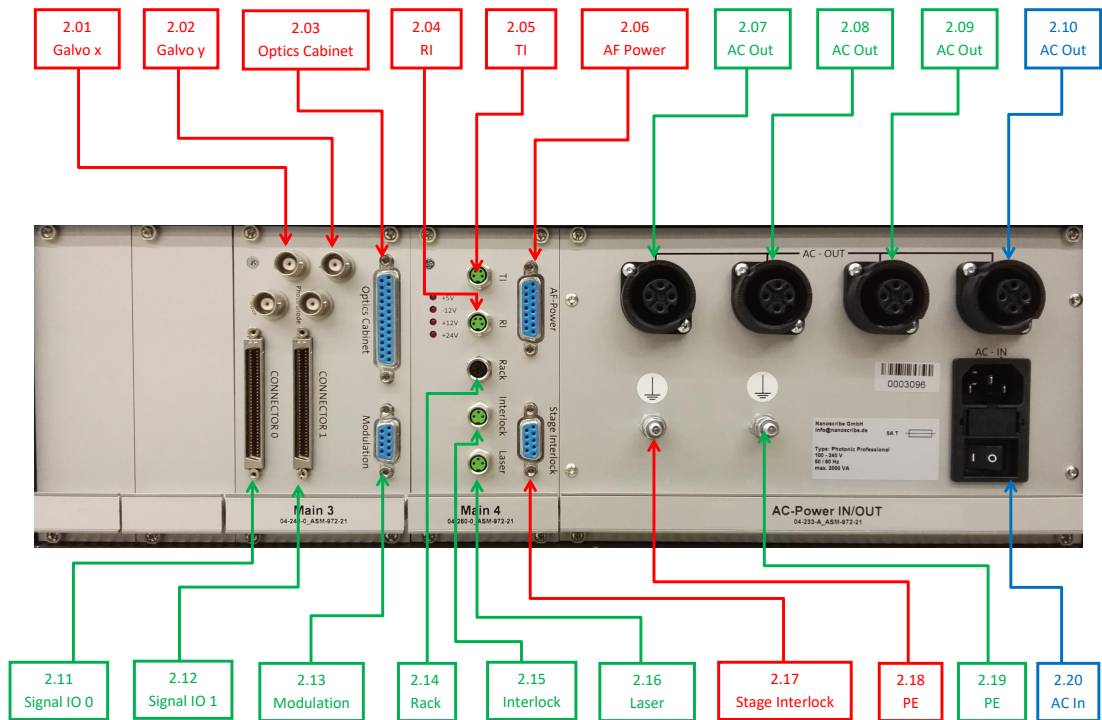 2.01
Galvo x
2.02
Galvo y
2.03
Optics Cabinet
2.04
RI
2.05
TI
2.06
AF Power
2.07
AC Out
2.08
AC Out
2.09
AC Out
2.10
AC Out
AC - OUT
TI
+5V
-12V
+12V
+24V
RI
AF-Power
Optics Cabinet
Rack
Interlock
Laser
Stage Interlock
CONNECTOR 0
CONNECTOR 1
Modulation
AC - IN
0003096
Nanoscribe GmbH
info@nanoscribe.de
5A T
Type: Photonic Professional
100 - 240 V
50 / 60 Hz
max. 2000 VA
I O
Main 3
Main 4
AC-Power IN/OUT
04-233-A_ASM-972-21
2.11
Signal IO 0
2.12
Signal IO 1
2.13
Modulation
2.14
Rack
2.15
Interlock
2.16
Laser
2.17
Stage Interlock
2.18
PE
2.19
PE
2.20
AC In